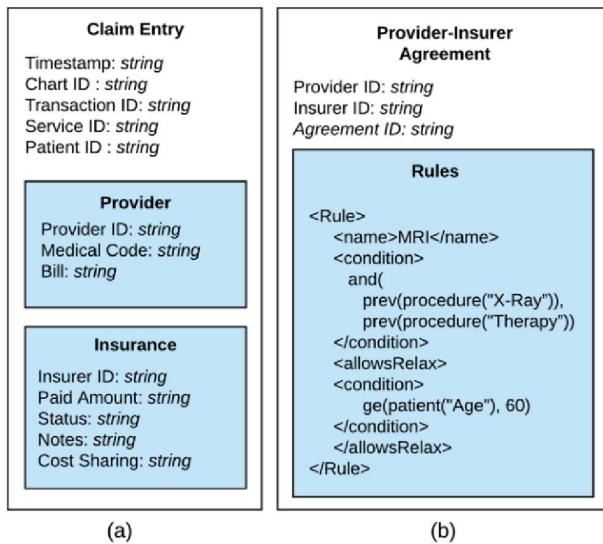 Claim Entry
Timestamp: string
Chart ID : string
Transaction ID: string
Service ID: string
Patient ID : string
Provider
Provider ID: string
Medical Code: string
Bill: string
Insurance
Insurer ID: string
Paid Amount: string
Status: string
Notes: string
Cost Sharing: string
(a)
Provider-Insurer
Agreement
Provider ID: string
Insurer ID: string
Agreement ID: string
Rules
<Rule>
<name>MRI</name>
<condition>
and(
prev(procedure("X-Ray")),
prev(procedure("Therapy"))
</condition>
<allowsRelax>
<condition>
ge(patient("Age"), 60)
</condition>
</allowsRelax>
</Rule>
(b)